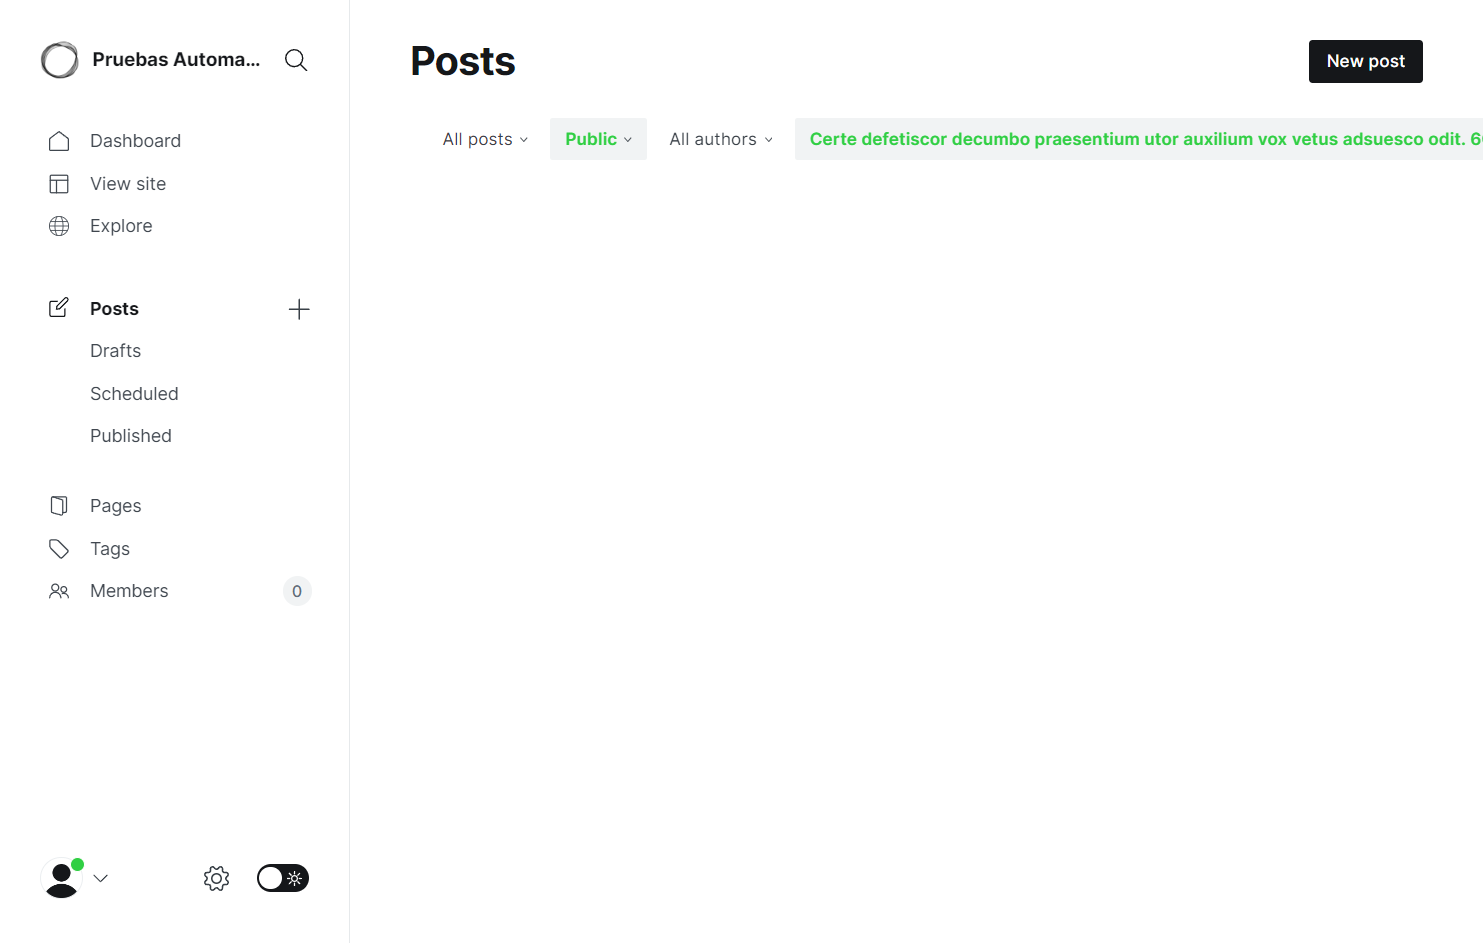 Pruebas Automa...
Dashboard
View site
Explore
Posts
Drafts
Scheduled
Published
Pages
Tags
Members
0
Posts
New post
All posts
Public
All authors
Certe defetiscor decumbo praesentium utor auxilium vox vetus adsuesco odit.